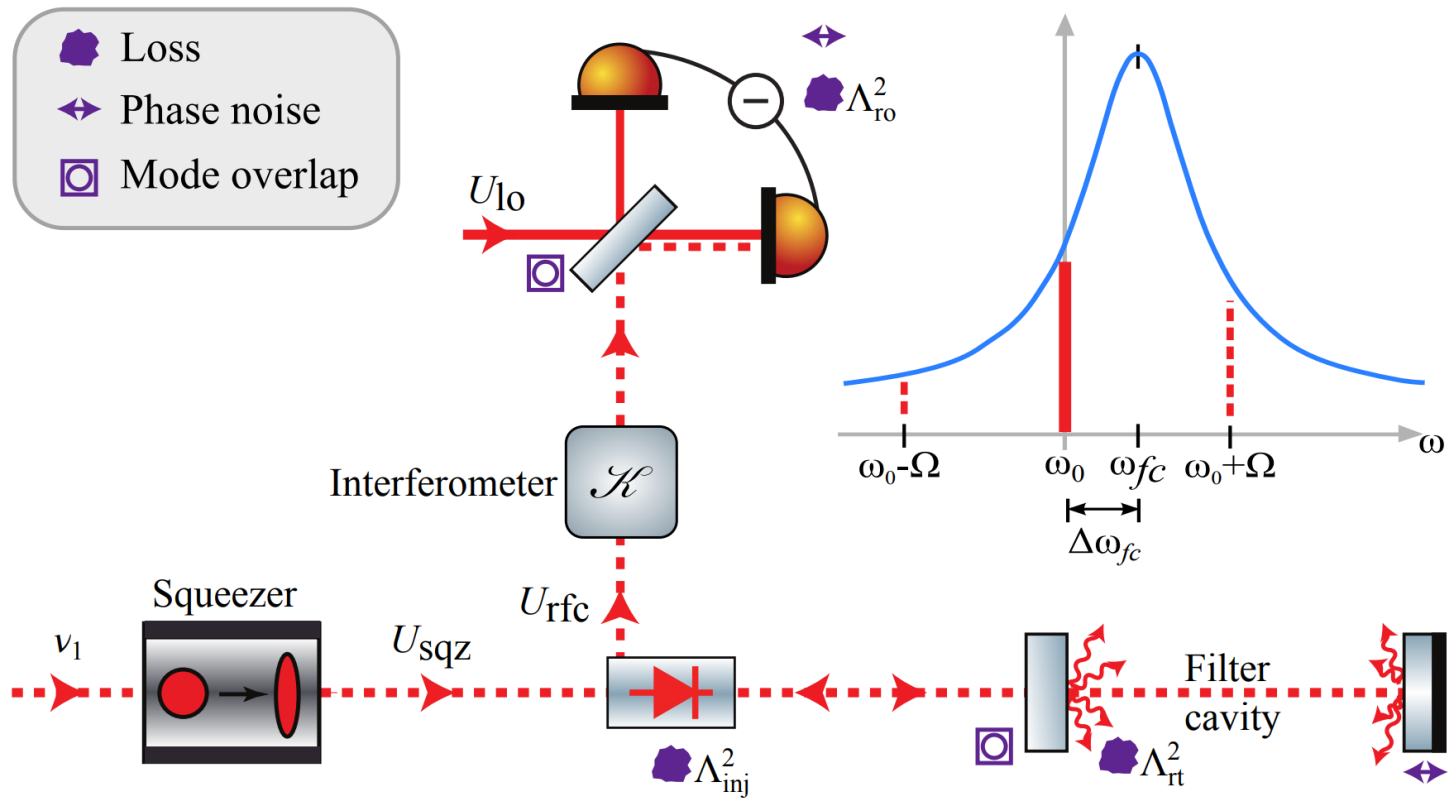 Loss
Phase noise
Mode overlap
Λ²ro
−
Ulo
ω
ω₀-Ω
ω₀
ωfc
ω₀+Ω
Δωfc
Interferometer
𝒦
Squeezer
Urfc
ν₁
Usqz
Filter
cavity
Λ²inj
Λ²rt